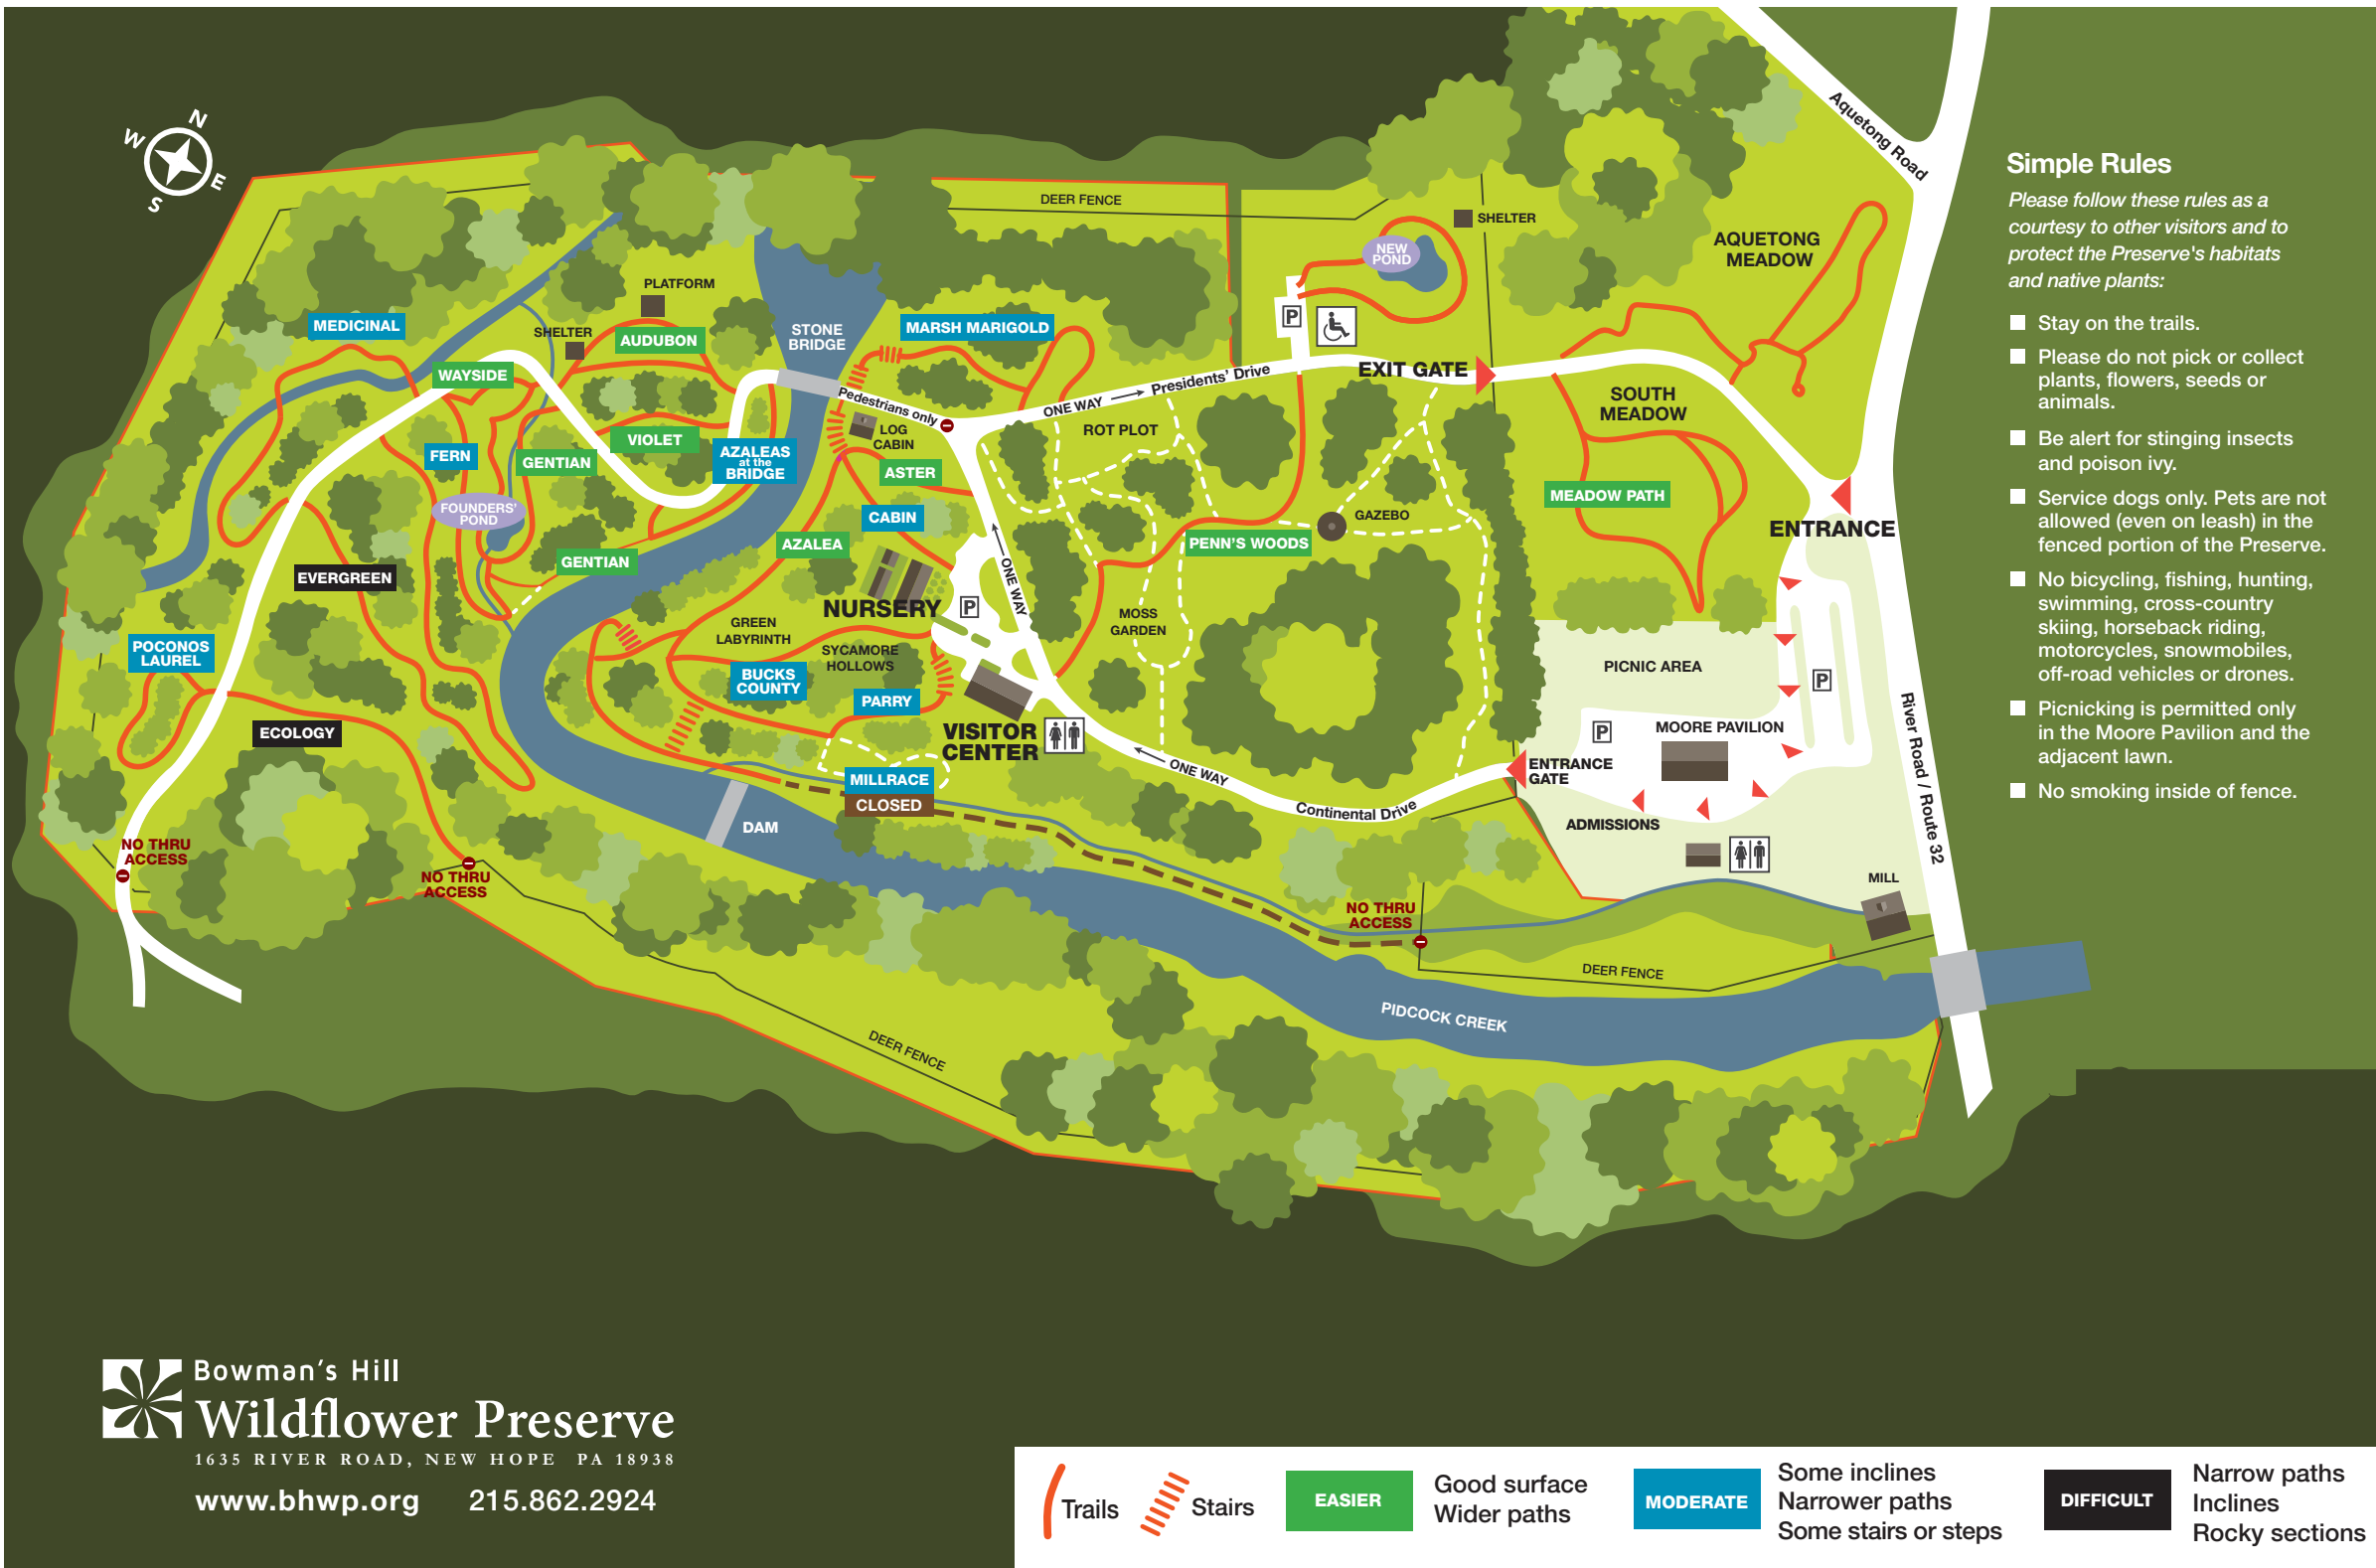 N
W
E
S
Aquetong Road
Simple Rules
Please follow these rules as a
courtesy to other visitors and to
protect the Preserve's habitats
and native plants:
Stay on the trails.
Please do not pick or collect
plants, flowers, seeds or
animals.
Be alert for stinging insects
and poison ivy.
Service dogs only. Pets are not
allowed (even on leash) in the
fenced portion of the Preserve.
No bicycling, fishing, hunting,
swimming, cross-country
skiing, horseback riding,
motorcycles, snowmobiles,
off-road vehicles or drones.
Picnicking is permitted only
in the Moore Pavilion and the
adjacent lawn.
No smoking inside of fence.
DEER FENCE
SHELTER
NEW
POND
AQUETONG
MEADOW
PLATFORM
MEDICINAL
SHELTER
AUDUBON
STONE
BRIDGE
MARSH MARIGOLD
P
WAYSIDE
EXIT GATE
Presidents' Drive
ONE WAY
Pedestrians only
LOG
CABIN
ROT PLOT
SOUTH
MEADOW
VIOLET
FERN
GENTIAN
AZALEAS
at the
BRIDGE
ASTER
MEADOW PATH
FOUNDERS'
POND
CABIN
GAZEBO
ENTRANCE
AZALEA
PENN'S WOODS
GENTIAN
EVERGREEN
ONE WAY
NURSERY
P
GREEN
LABYRINTH
MOSS
GARDEN
POCONOS
LAUREL
SYCAMORE
HOLLOWS
PICNIC AREA
P
BUCKS
COUNTY
PARRY
ECOLOGY
VISITOR
CENTER
P
MOORE PAVILION
River Road / Route 32
ONE WAY
ENTRANCE
GATE
MILLRACE
CLOSED
Continental Drive
DAM
ADMISSIONS
NO THRU
ACCESS
NO THRU
ACCESS
MILL
NO THRU
ACCESS
DEER FENCE
PIDCOCK CREEK
DEER FENCE
Bowman's Hill
Wildflower Preserve
1635 RIVER ROAD, NEW HOPE PA 18938
www.bhwp.org 215.862.2924
Trails
Stairs
EASIER
Good surface
Wider paths
MODERATE
Some inclines
Narrower paths
Some stairs or steps
DIFFICULT
Narrow paths
Inclines
Rocky sections